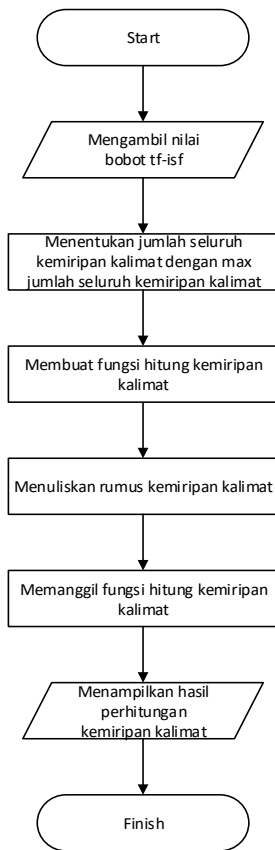 Start
Mengambil nilai
bobot tf-isf
Menentukan jumlah seluruh
kemiripan kalimat dengan max
jumlah seluruh kemiripan kalimat
Membuat fungsi hitung kemiripan
kalimat
Menuliskan rumus kemiripan kalimat
Memanggil fungsi hitung kemiripan
kalimat
Menampilkan hasil
perhitungan
kemiripan kalimat
Finish